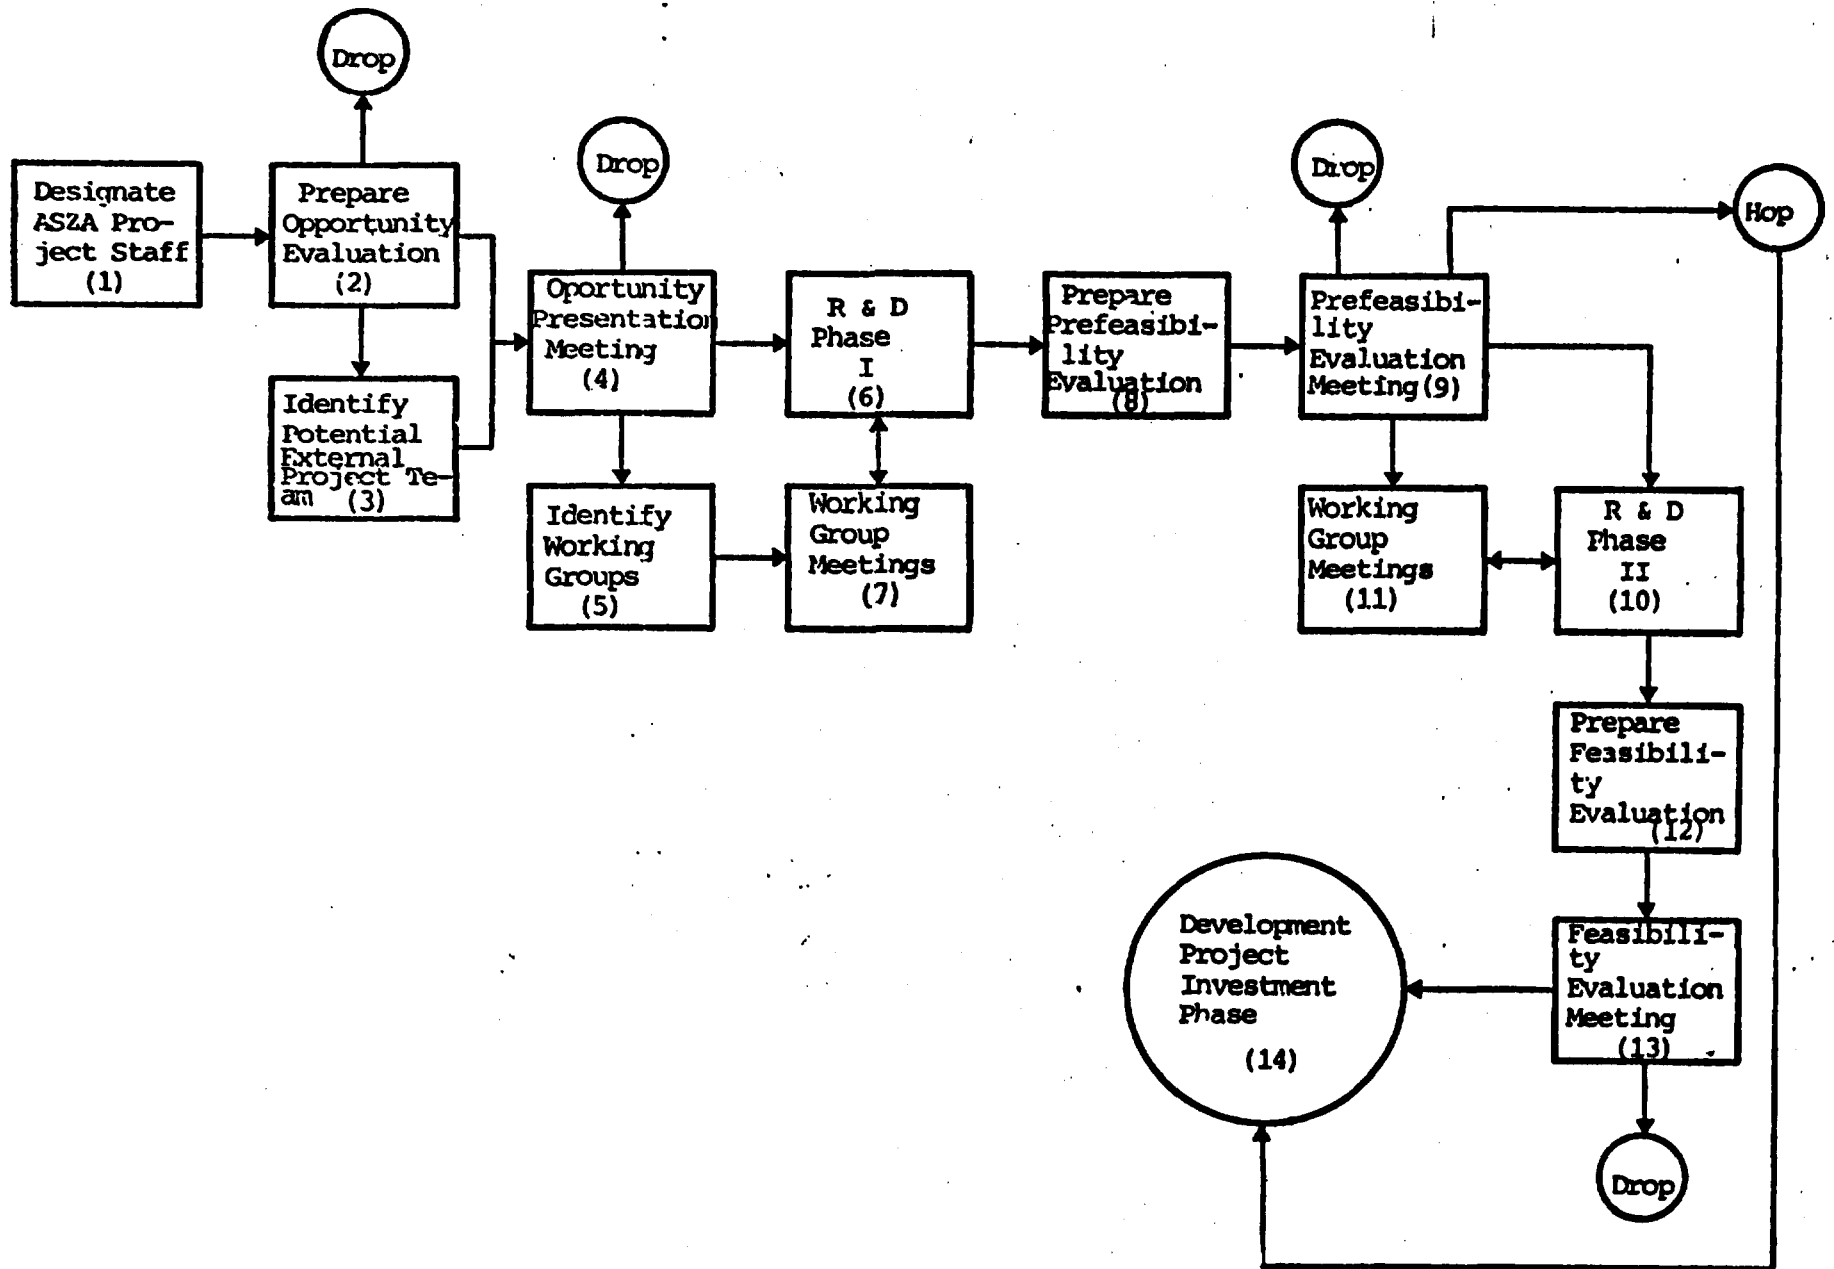 Drop
Designate
ASZA Pro-
ject Staff
(1)
Prepare
Opportunity
Evaluation
(2)
Identify
Potential
External
Project Te-
am (3)
Drop
Oportunity
Presentation
Meeting
(4)
Identify
Working
Groups
(5)
R & D
Phase
I
(6)
Working
Group
Meetings
(7)
Prepare
Prefeasibi-
lity
Evaluation
(8)
Drop
Prefeasibi-
lity
Evaluation
Meeting (9)
Hop
Working
Group
Meetings
(11)
R & D
Phase
II
(10)
Prepare
Feasibili-
ty
Evaluation
(12)
Feasibili-
ty
Evaluation
Meeting
(13)
Development
Project
Investment
Phase
(14)
Drop